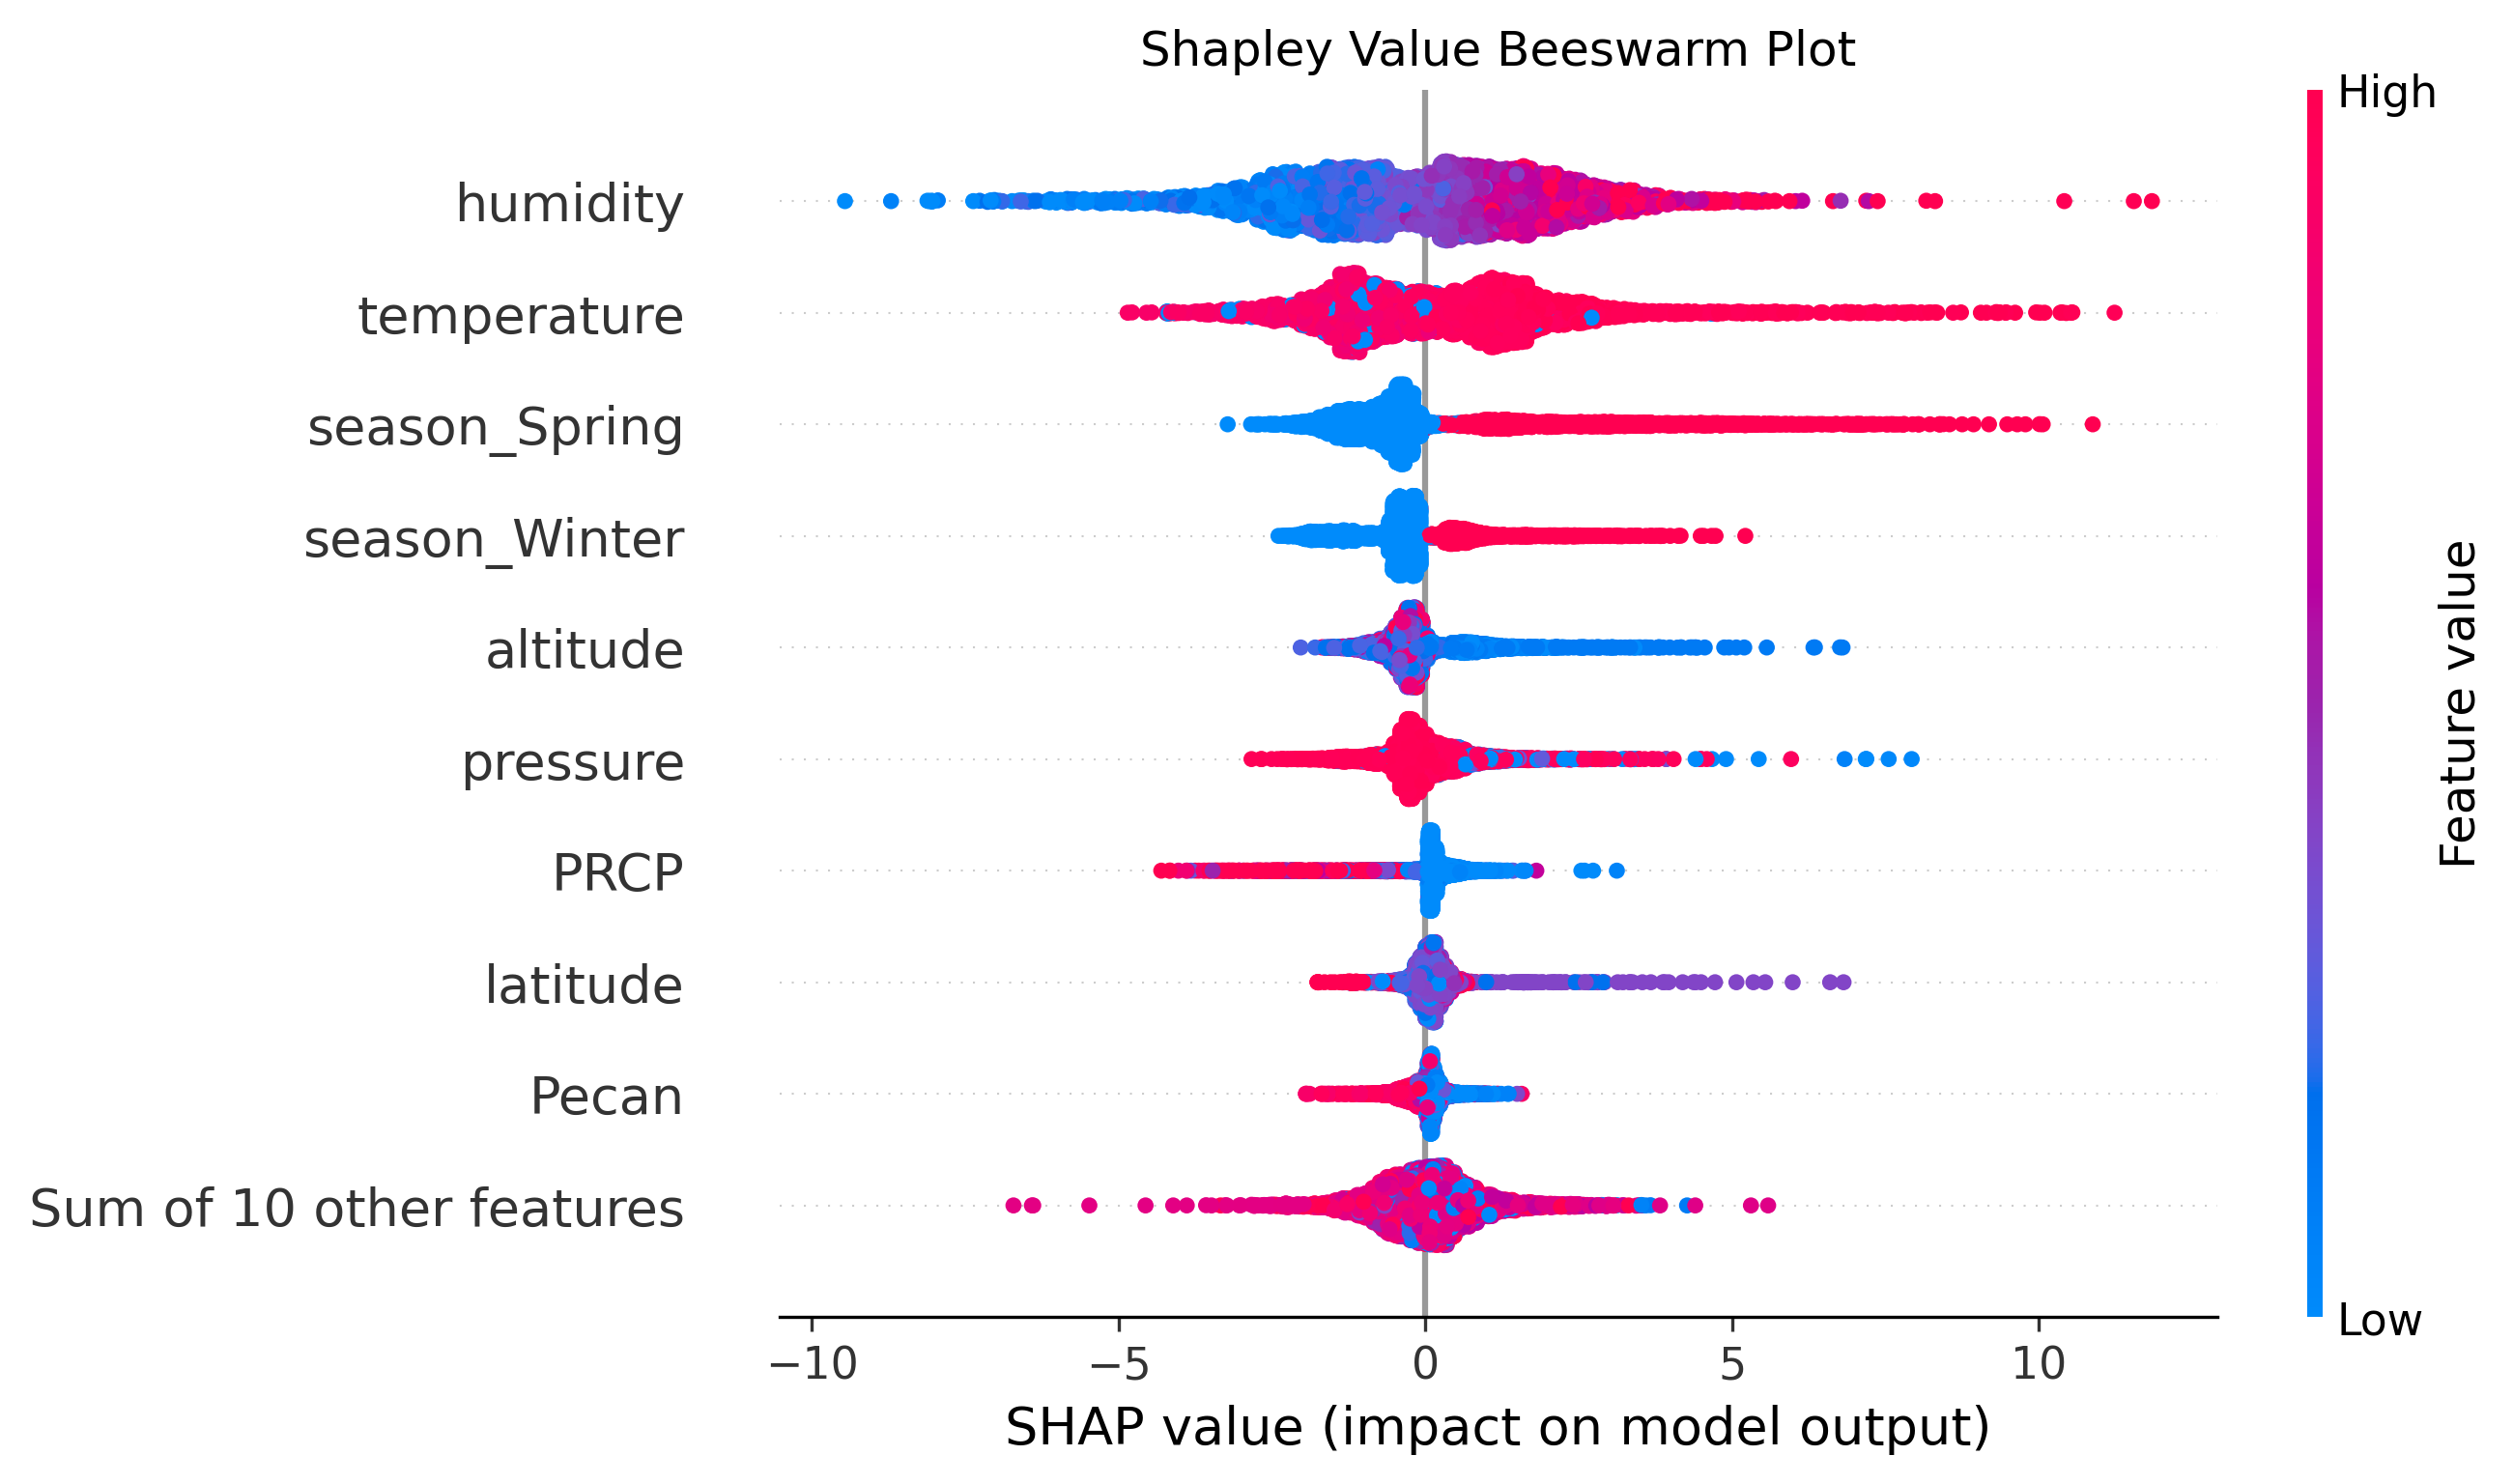 Shapley Value Beeswarm Plot
High
humidity
temperature
season_Spring
season_Winter
altitude
pressure
PRCP
latitude
Pecan
Sum of 10 other features
Feature value
Low
−10 −5 0 5 10
SHAP value (impact on model output)